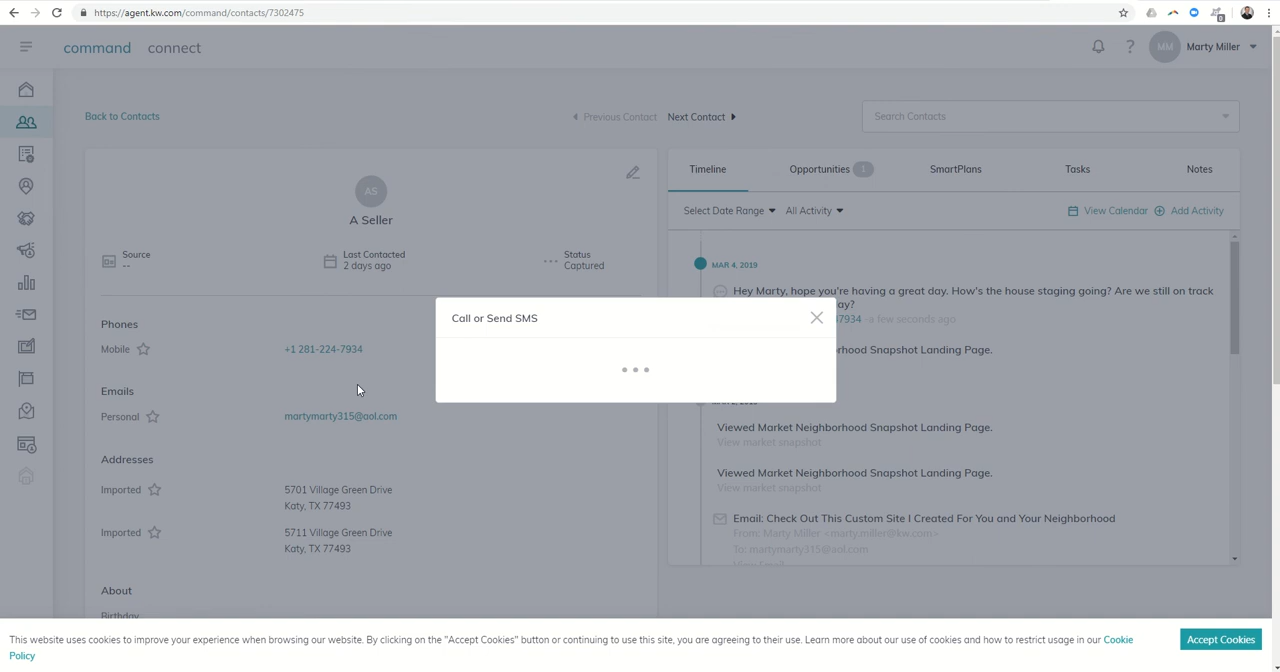 https://agent.kw.com/command/contacts/7302475
0
command connect
? MM Marty Miller
Back to Contacts
Previous Contact Next Contact
Search Contacts
AS
A Seller
Source
--
Last Contacted
2 days ago
Status
Captured
Phones
Mobile +1 281-224-7934
Emails
Personal martymarty315@aol.com
Addresses
Imported 5701 Village Green Drive
Katy, TX 77493
Imported 5711 Village Green Drive
Katy, TX 77493
About
Birthday
Timeline Opportunities 1 SmartPlans Tasks Notes
Select Date Range All Activity View Calendar Add Activity
MAR 4, 2019
Hey Marty, hope you're having a great day. How's the house staging going? Are we still on track
ay?
7934 -a few seconds ago
orhood Snapshot Landing Page.
Viewed Market Neighborhood Snapshot Landing Page.
View market snapshot
Viewed Market Neighborhood Snapshot Landing Page.
View market snapshot
Email: Check Out This Custom Site I Created For You and Your Neighborhood
From: Marty Miller <marty.miller@kw.com>
To: martymarty315@aol.com
View Email
Call or Send SMS
This website uses cookies to improve your experience when browsing our website. By clicking on the "Accept Cookies" button or continuing to use this site, you are agreeing to their use. Learn more about our use of cookies and how to restrict usage in our Cookie
Policy
Accept Cookies